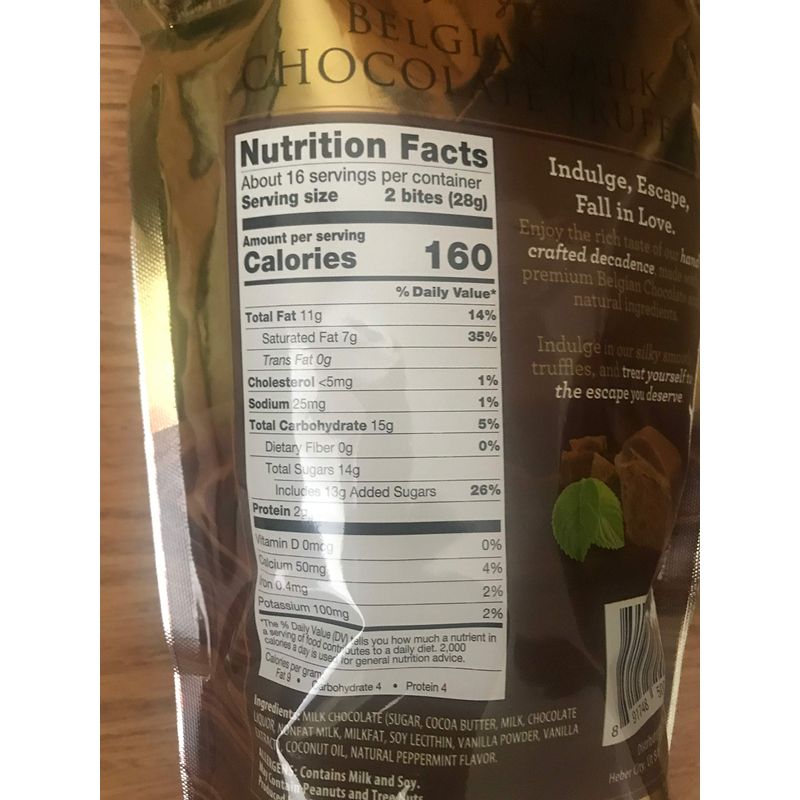 BELGIAN MILK
CHOCOLATE TRUFF
Nutrition Facts
About 16 servings per container
Serving size 2 bites (28g)
Amount per serving
Calories 160
% Daily Value*
Total Fat 11g 14%
Saturated Fat 7g 35%
Trans Fat 0g
Cholesterol <5mg 1%
Sodium 25mg 1%
Total Carbohydrate 15g 5%
Dietary Fiber 0g 0%
Total Sugars 14g
Includes 13g Added Sugars 26%
Protein 2g
Vitamin D 0mcg 0%
Calcium 50mg 4%
Iron 0.4mg 2%
Potassium 100mg 2%
*The % Daily Value (DV) tells you how much a nutrient in
a serving of food contributes to a daily diet. 2,000
calories a day is used for general nutrition advice.
Calories per gram
Fat 9 • Carbohydrate 4 • Protein 4
Ingredients: MILK CHOCOLATE (SUGAR, COCOA BUTTER, MILK, CHOCOLATE
LIQUOR, NONFAT MILK, MILKFAT, SOY LECITHIN, VANILLA POWDER, VANILLA
EXTRACT), COCONUT OIL, NATURAL PEPPERMINT FLAVOR.
ALLERGENS: Contains Milk and Soy.
May Contain Peanuts and Tree Nuts.
Produced
Indulge, Escape,
Fall in Love.
Enjoy the rich taste of our hand
crafted decadence made
premium Belgian Chocolate
natural ingredients.
Indulge in our silky smooth
truffles, and treat yourself to
the escape you deserve.
8 91748
Heber City,